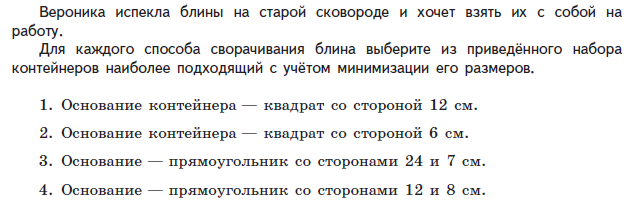 Вероника испекла блины на старой сковороде и хочет взять их с собой на
работу.
Для каждого способа сворачивания блина выберите из приведённого набора
контейнеров наиболее подходящий с учётом минимизации его размеров.
1. Основание контейнера — квадрат со стороной 12 см.
2. Основание контейнера — квадрат со стороной 6 см.
3. Основание — прямоугольник со сторонами 24 и 7 см.
4. Основание — прямоугольник со сторонами 12 и 8 см.